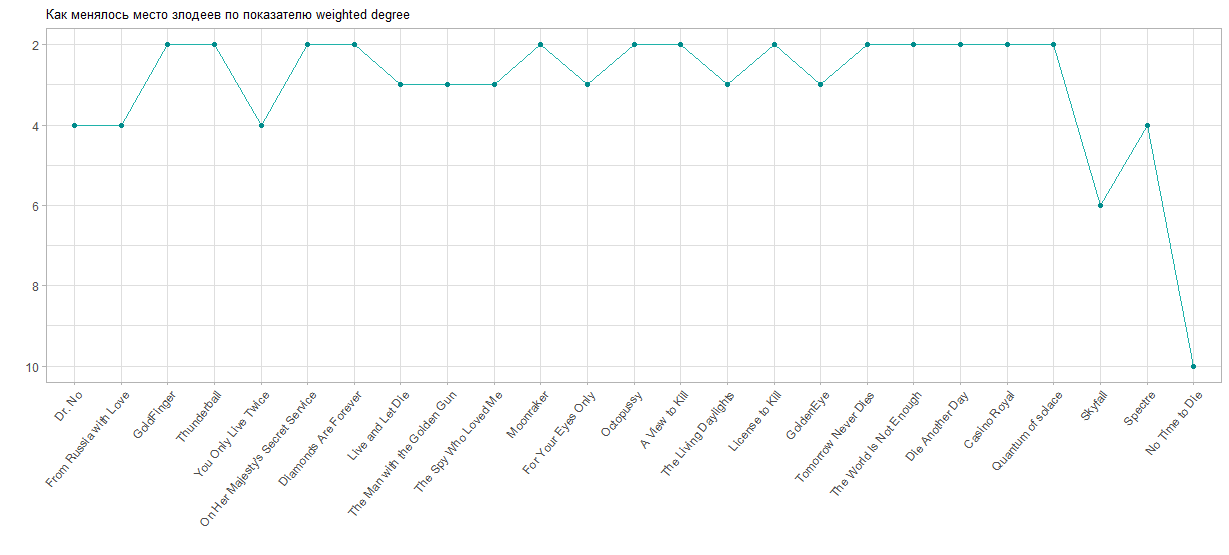 Как менялось место злодеев по показателю weighted degree
2
4
6
8
10
Dr. No
From Russia with Love
GoldFinger
Thunderball
You Only Live Twice
On Her Majesty's Secret Service
Diamonds Are Forever
Live and Let Die
The Man with the Golden Gun
The Spy Who Loved Me
Moonraker
For Your Eyes Only
Octopussy
A View to Kill
The Living Daylights
License to Kill
GoldenEye
Tomorrow Never Dies
The World Is Not Enough
Die Another Day
Casino Royal
Quantum of solace
Skyfall
Spectre
No Time to Die